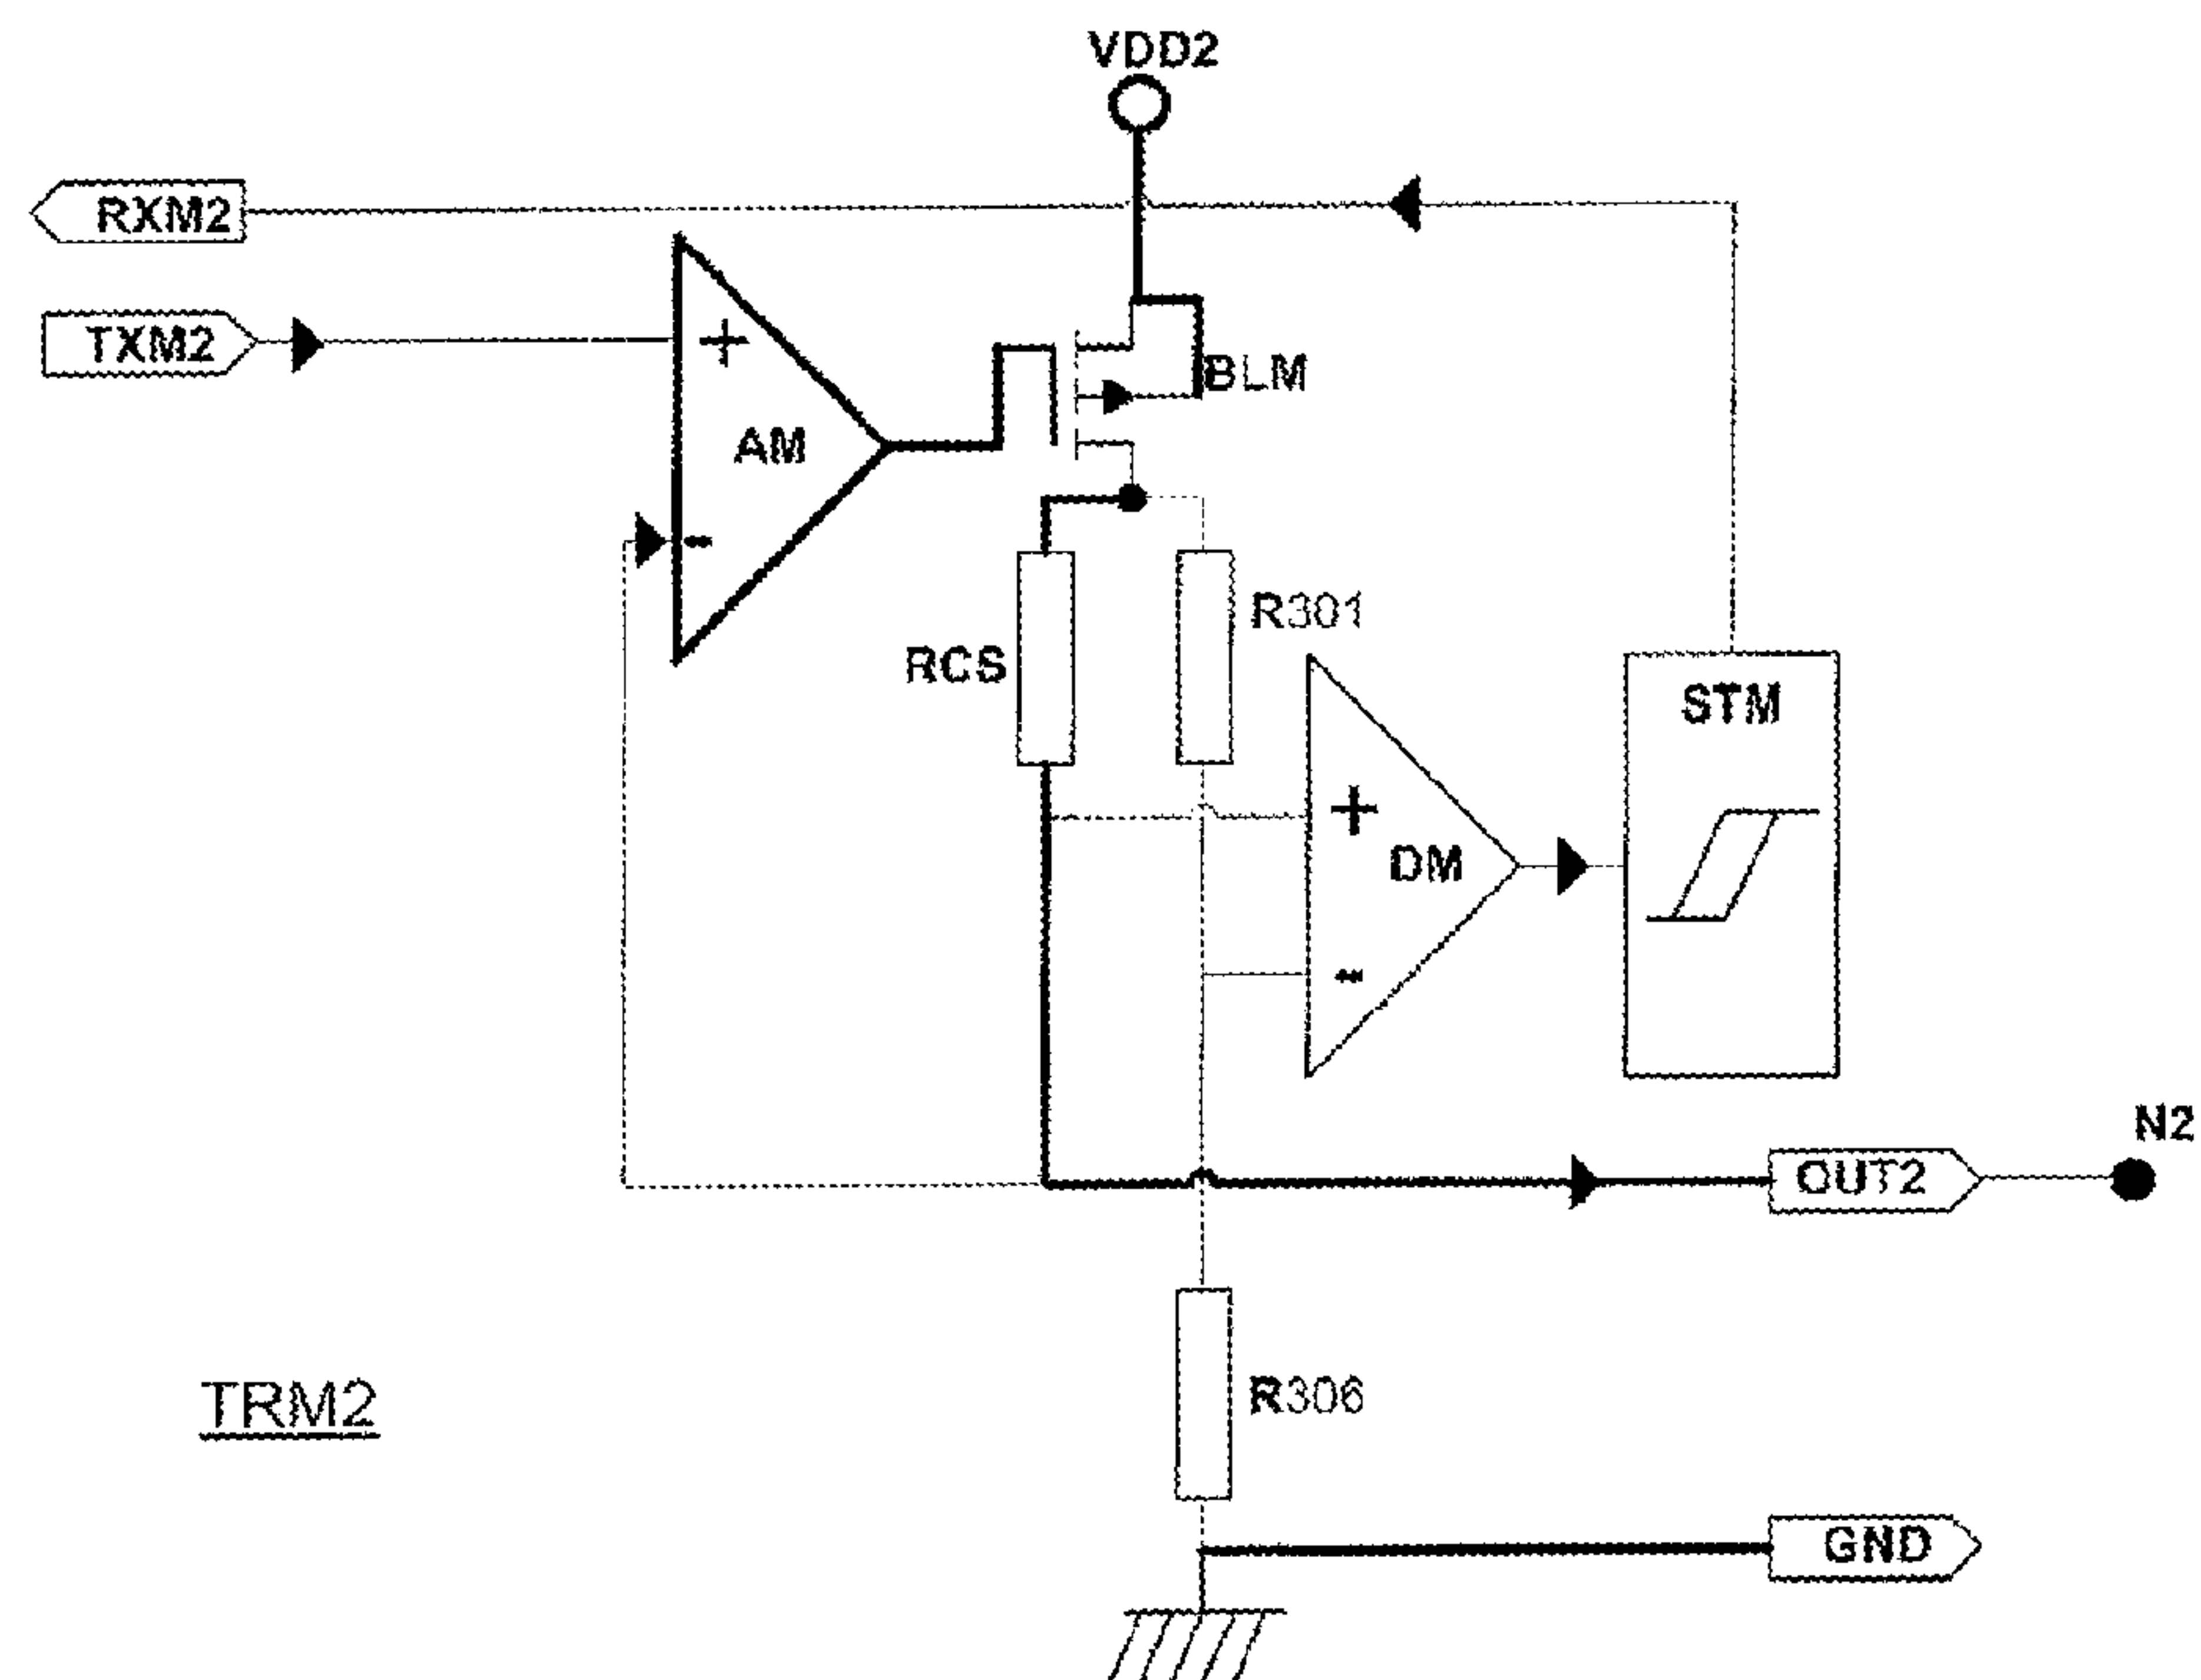 VDD2
RXM2
TXM2
+
BLM
AM
-
R301
RCS
STM
+
DM
-
N2
OUT2
R306
TRM2
GND